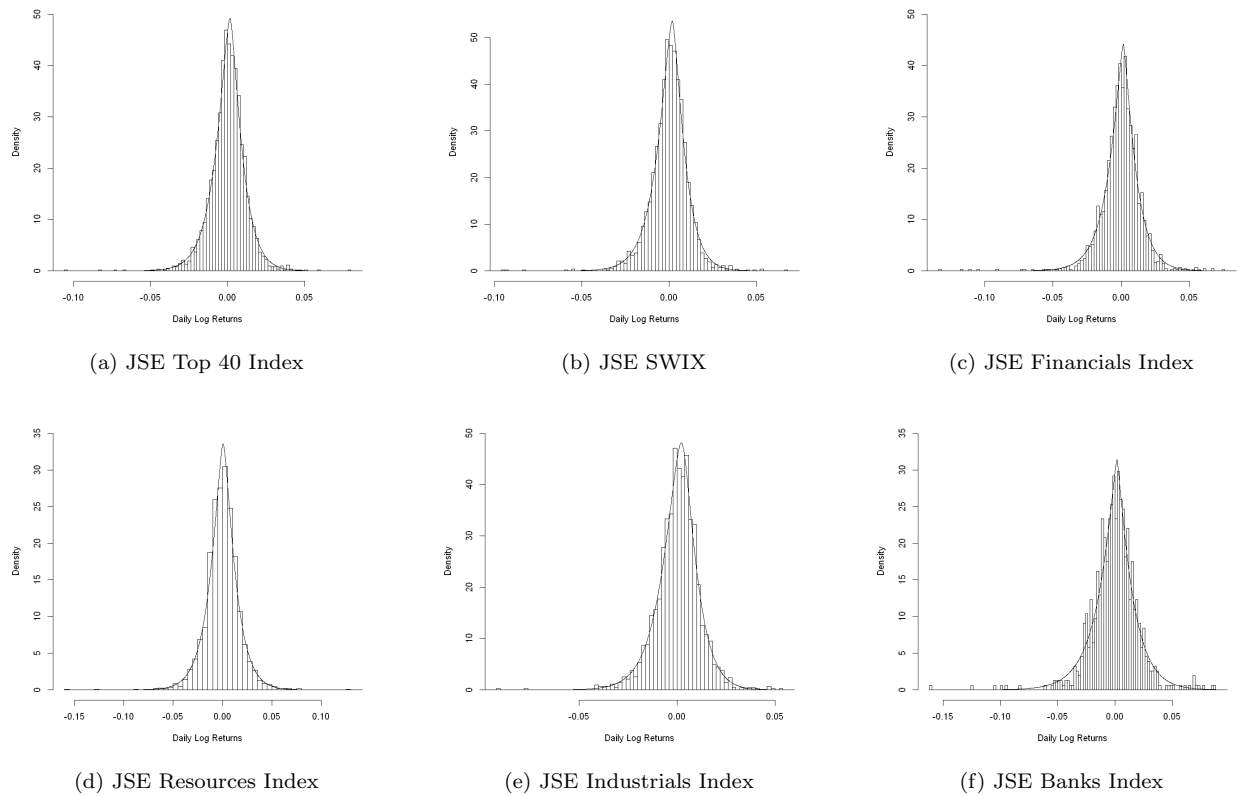 50
40
30
20
10
0
Density
-0.10 -0.05 0.00 0.05
Daily Log Returns
(a) JSE Top 40 Index
50
40
30
20
10
0
Density
-0.10 -0.05 0.00 0.05
Daily Log Returns
(b) JSE SWIX
50
40
30
20
10
0
Density
-0.10 -0.05 0.00 0.05
Daily Log Returns
(c) JSE Financials Index
35
30
25
20
15
10
5
0
Density
-0.15 -0.10 -0.05 0.00 0.05 0.10
Daily Log Returns
(d) JSE Resources Index
50
40
30
20
10
0
Density
-0.05 0.00 0.05
Daily Log Returns
(e) JSE Industrials Index
35
30
25
20
15
10
5
0
Density
-0.15 -0.10 -0.05 0.00 0.05
Daily Log Returns
(f) JSE Banks Index